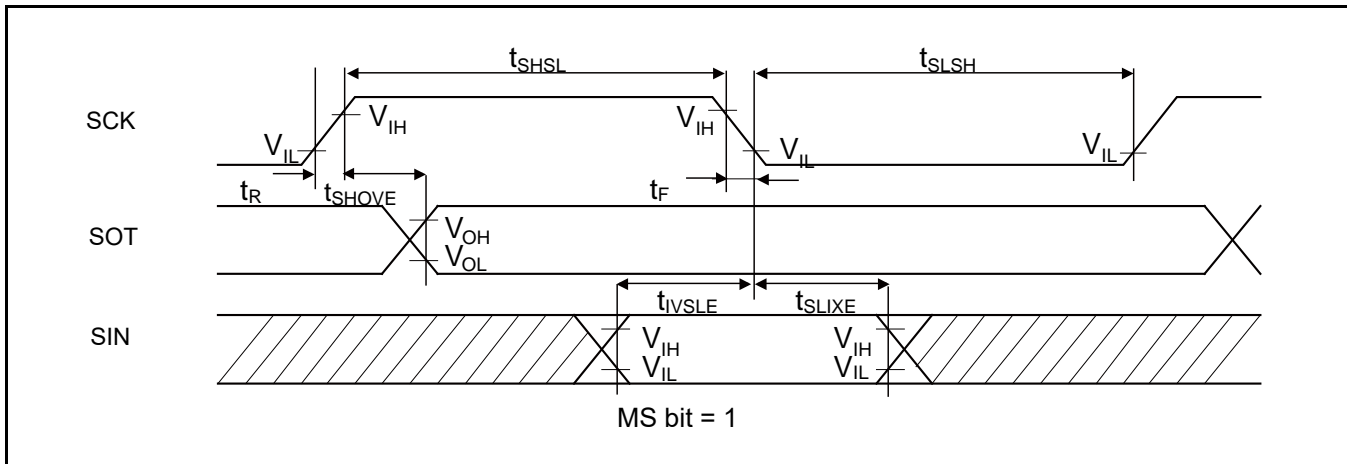 tSHSL tSLSH
SCK VIH VIH
VIL VIL VIL
tR tSHOVE tF
SOT VOH
VOL
tIVSLE tSLIXE
SIN VIH VIH
VIL VIL
MS bit = 1